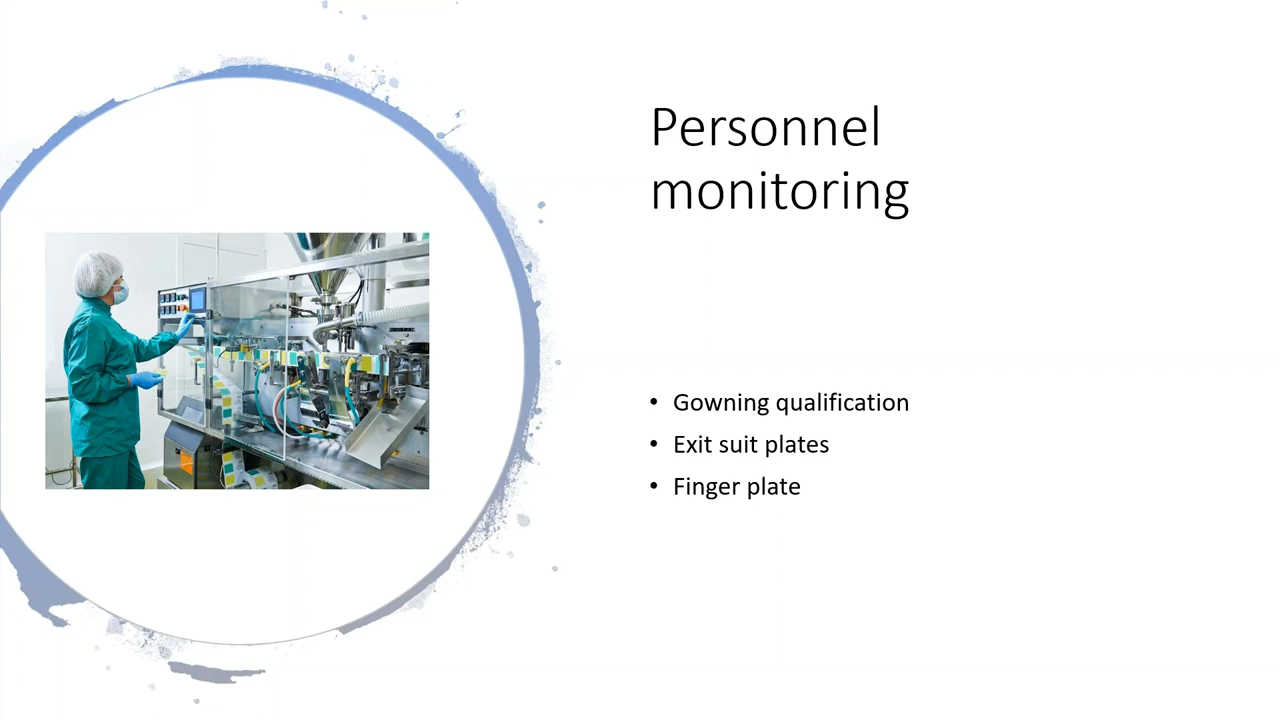 Personnel
monitoring
• Gowning qualification
• Exit suit plates
• Finger plate